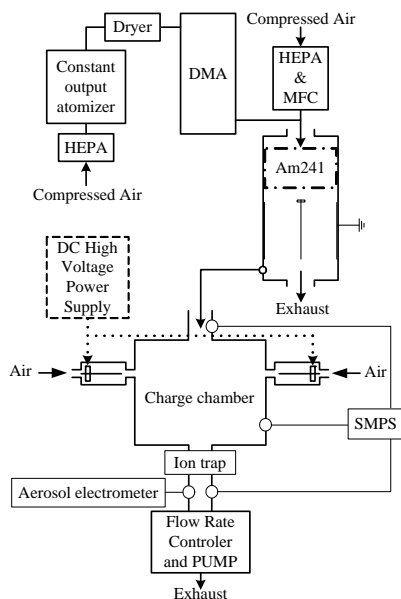 Compressed Air
Dryer
DMA
HEPA
&
MFC
Constant
output
atomizer
HEPA
Compressed Air
Am241
Exhaust
DC High
Voltage
Power
Supply
Air
Air
Charge chamber
SMPS
Ion trap
Aerosol electrometer
Flow Rate
Controler
and PUMP
Exhaust